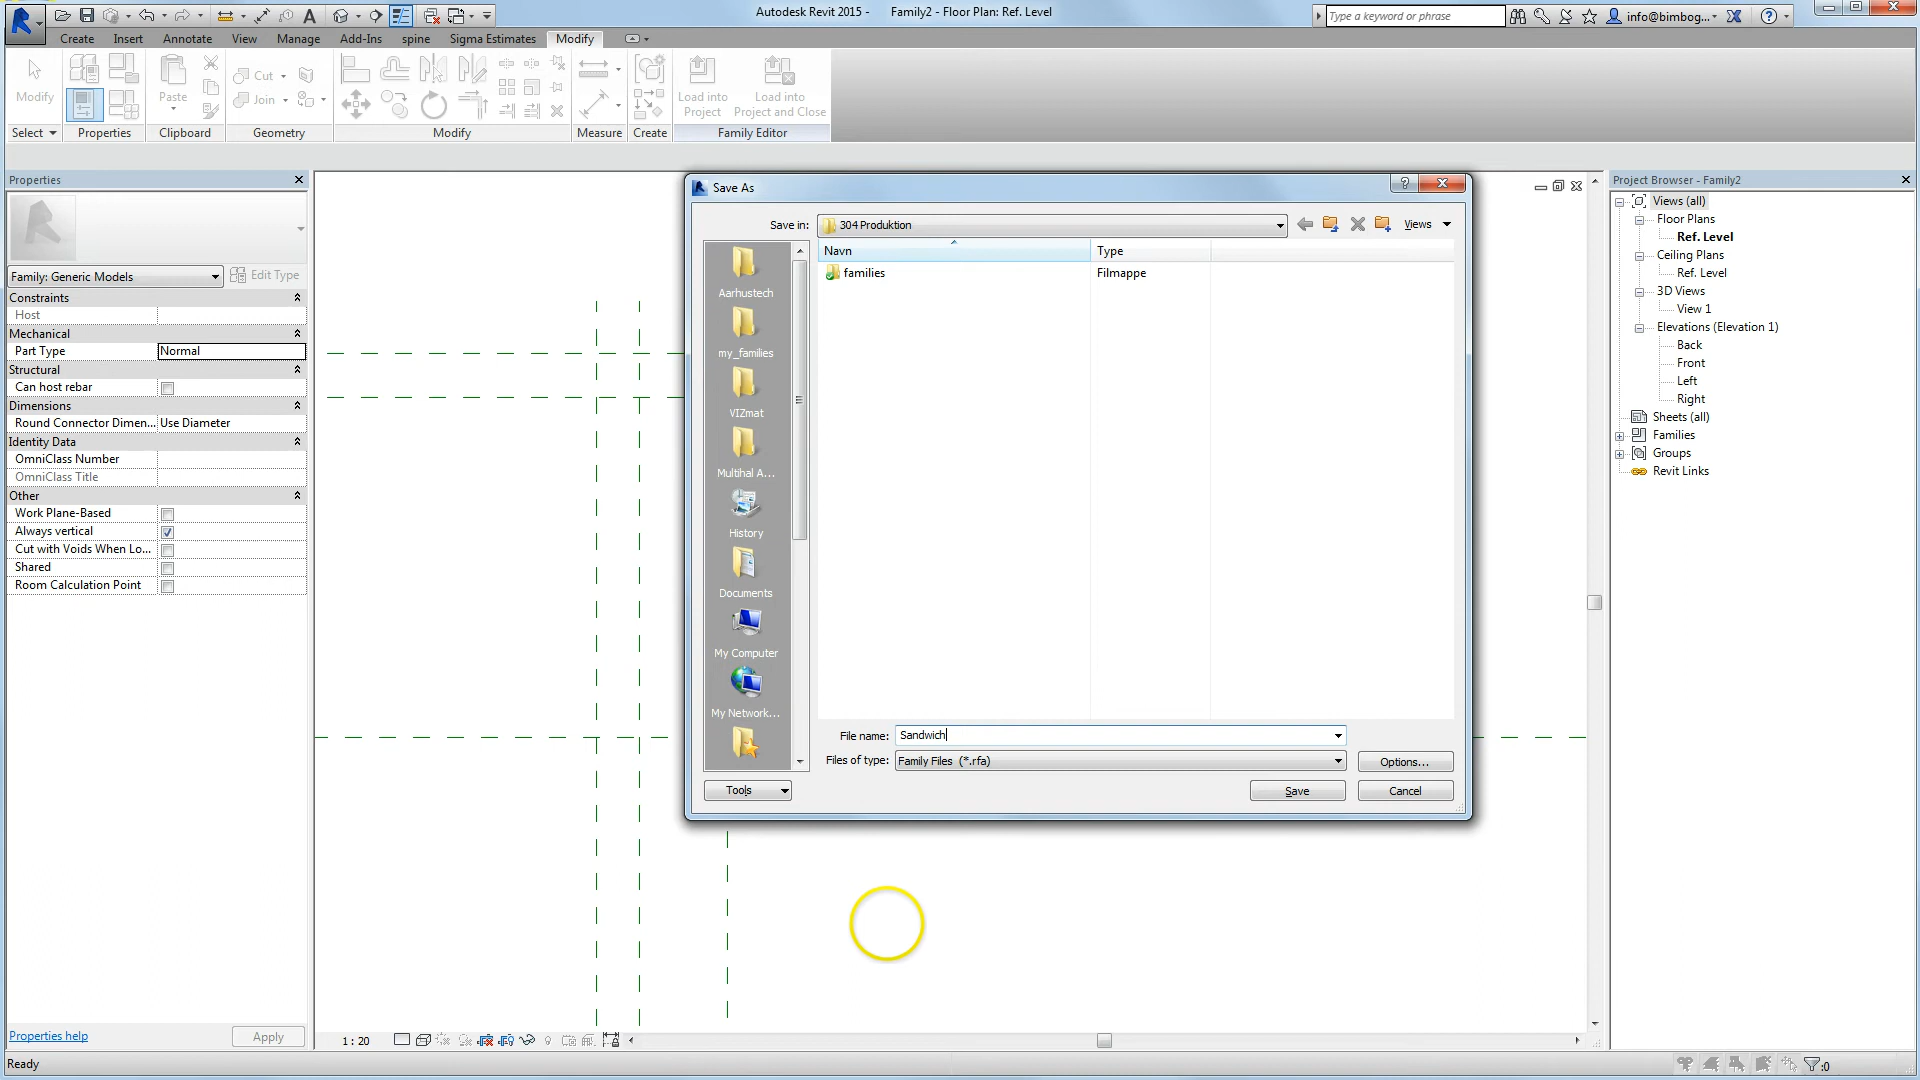 Autodesk Revit 2015 - Family2 - Floor Plan: Ref. Level
Type a keyword or phrase
info@bimbog...
Create Insert Annotate View Manage Add-Ins spine Sigma Estimates Modify
Modify
Paste
Cut
Join
Load into Project
Load into Project and Close
Select Properties Clipboard Geometry Modify Measure Create Family Editor
Properties
Family: Generic Models Edit Type
Constraints
Host
Mechanical
Part Type Normal
Structural
Can host rebar
Dimensions
Round Connector Dimen... Use Diameter
Identity Data
OmniClass Number
OmniClass Title
Other
Work Plane-Based
Always vertical
Cut with Voids When Lo...
Shared
Room Calculation Point
Properties help Apply
Save As
Save in: 304 Produktion Views
Navn Type
families Filmappe
Aarhustech
my_families
VIZmat
Multihal A...
History
Documents
My Computer
My Network...
File name: Sandwich
Files of type: Family Files (*.rfa) Options...
Tools Save Cancel
Project Browser - Family2
Views (all)
Floor Plans
Ref. Level
Ceiling Plans
Ref. Level
3D Views
View 1
Elevations (Elevation 1)
Back
Front
Left
Right
Sheets (all)
Families
Groups
Revit Links
1 : 20
Ready
:0